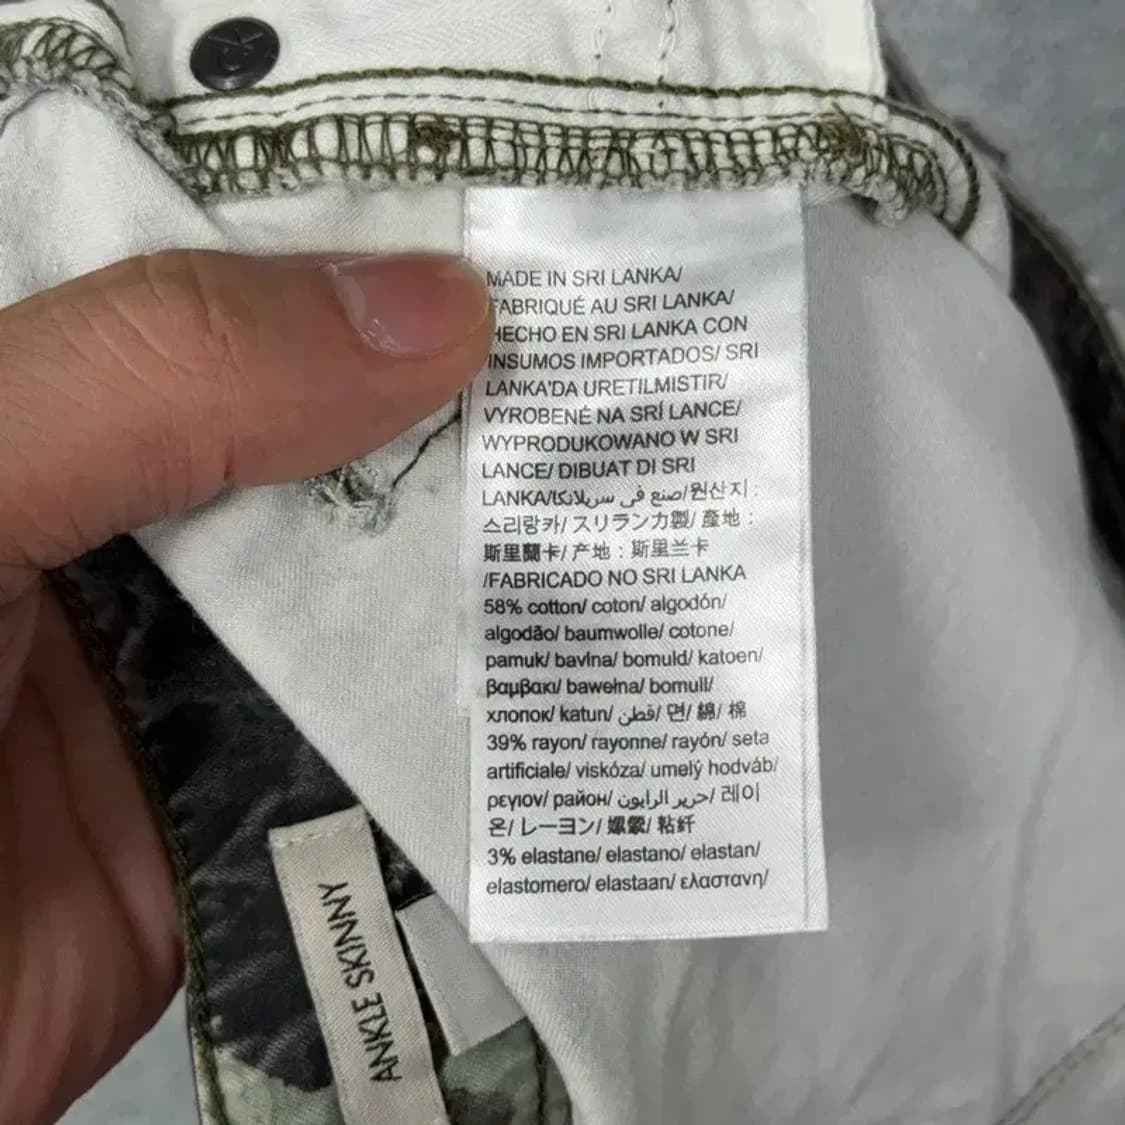 CK
MADE IN SRI LANKA/
FABRIQUÉ AU SRI LANKA/
HECHO EN SRI LANKA CON
INSUMOS IMPORTADOS/ SRI
LANKA'DA URETILMISTIR/
VYROBENÉ NA SRÍ LANCE/
WYPRODUKOWANO W SRI
LANCE/ DIBUAT DI SRI
LANKA/صنع في سريلانكا/원산지 :
스리랑카/ スリランカ製/ 產地 :
斯里蘭卡/ 产地 : 斯里兰卡
/FABRICADO NO SRI LANKA
58% cotton/ coton/ algodón/
algodão/ baumwolle/ cotone/
pamuk/ bavlna/ bomuld/ katoen/
βαμβακι/ bawełna/ bomull/
хлопок/ katun/ قطن/ 면/ 綿/ 棉
39% rayon/ rayonne/ rayón/ seta
artificiale/ viskóza/ umelý hodváb/
ρεγιον/ район/ حرير الرايون/ 레이
온/ レーヨン/ 嫘縈/ 粘纤
3% elastane/ elastano/ elastan/
elastomero/ elastaan/ ελαστανη/
ANKLE SKINNY